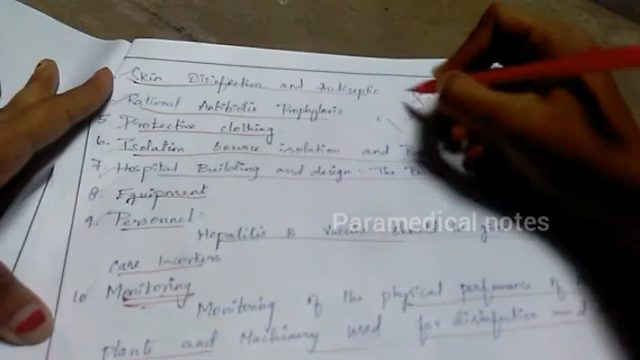 Skin Disinfection and Antiseptic
Rational Antibiotic Prophylaxis
5. Protective clothing.
6. Isolation source isolation and
7. Hospital Building and design: The
8. Equipment
9. Personnel:
Hepatitis B
Care Workers
10. Monitoring
Monitoring of the physical performance of
Plants and Machinery used for disinfection and
Paramedical notes